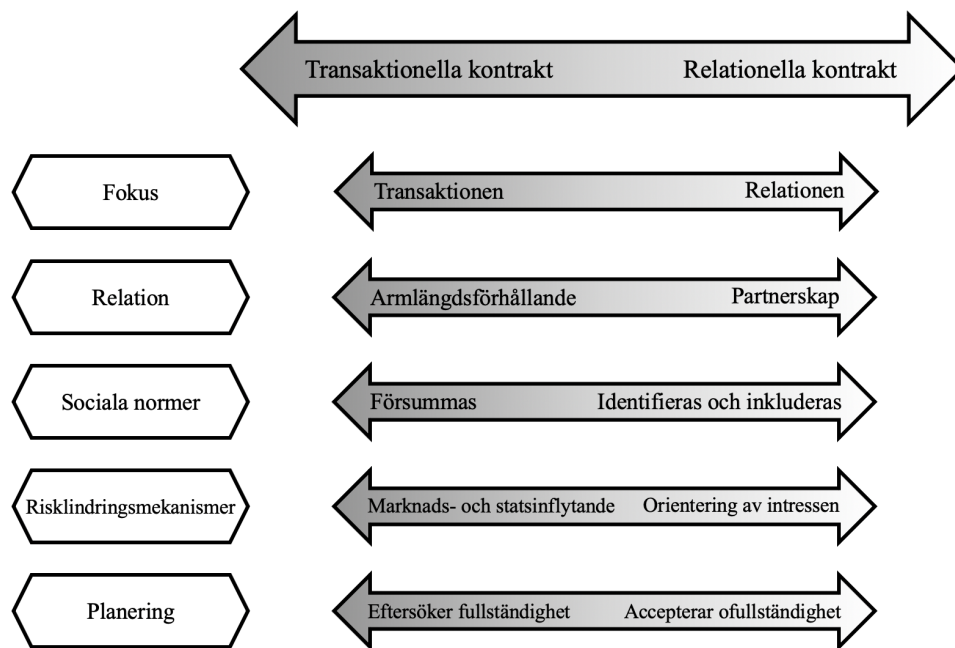 Transaktionella kontrakt
Relationella kontrakt
Fokus
Transaktionen
Relationen
Relation
Armlängdsförhållande
Partnerskap
Sociala normer
Försummas
Identifieras och inkluderas
Risklindringsmekanismer
Marknads- och statsinflytande
Orientering av intressen
Planering
Eftersöker fullständighet
Accepterar ofullständighet